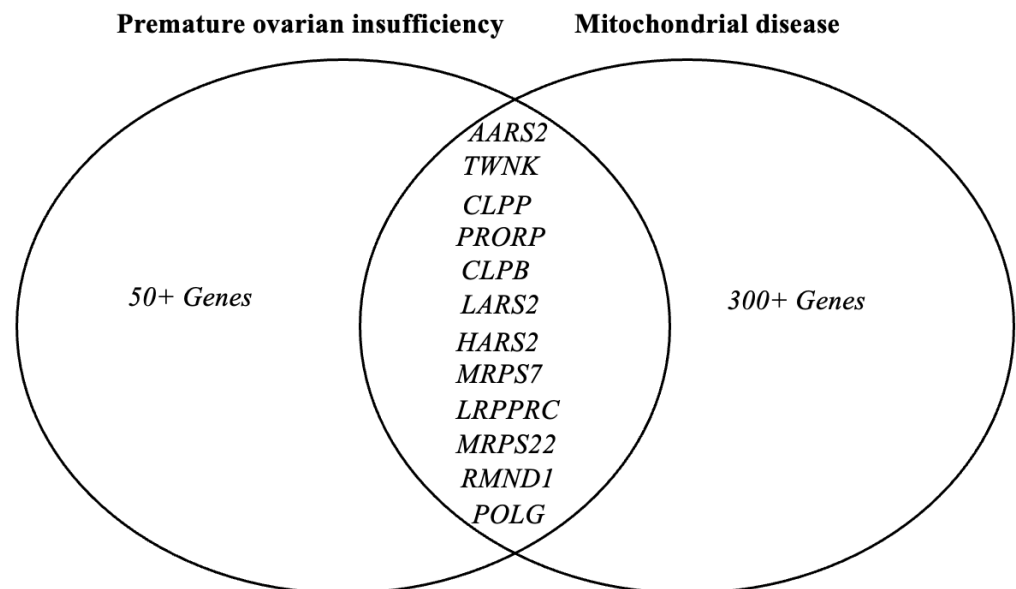 Premature ovarian insufficiency
Mitochondrial disease
AARS2
TWNK
CLPP
PRORP
CLPB
50+ Genes
LARS2
300+ Genes
HARS2
MRPS7
LRPPRC
MRPS22
RMND1
POLG